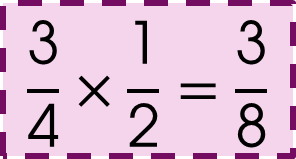 3/4 × 1/2 = 3/8